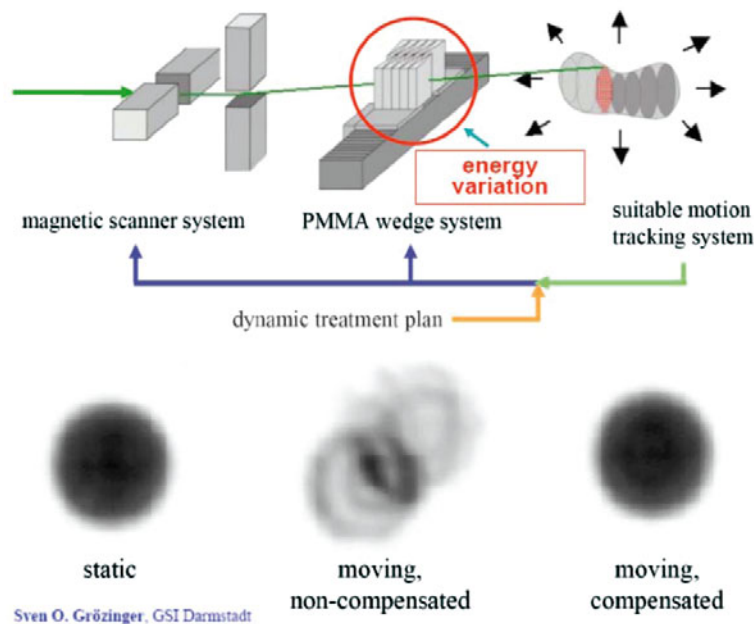 energy
variation
magnetic scanner system
PMMA wedge system
suitable motion
tracking system
dynamic treatment plan
static
moving,
non-compensated
moving,
compensated
Sven O. Grözinger, GSI Darmstadt